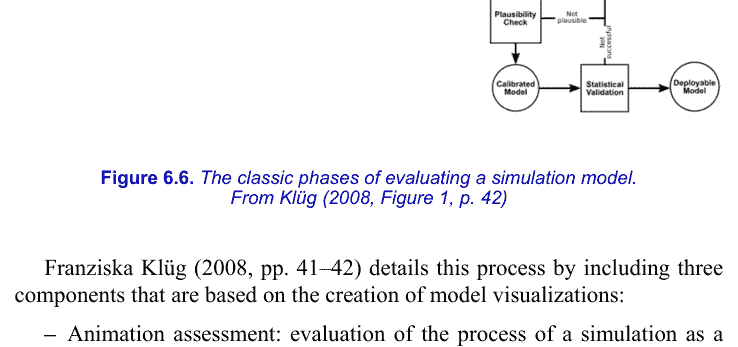 Plausibility
Check
Not
plausible
Not
successful
Calibrated
Model
Statistical
Validation
Deployable
Model
Figure 6.6. The classic phases of evaluating a simulation model.
From Klüg (2008, Figure 1, p. 42)
Franziska Klüg (2008, pp. 41–42) details this process by including three
components that are based on the creation of model visualizations:
– Animation assessment: evaluation of the process of a simulation as a